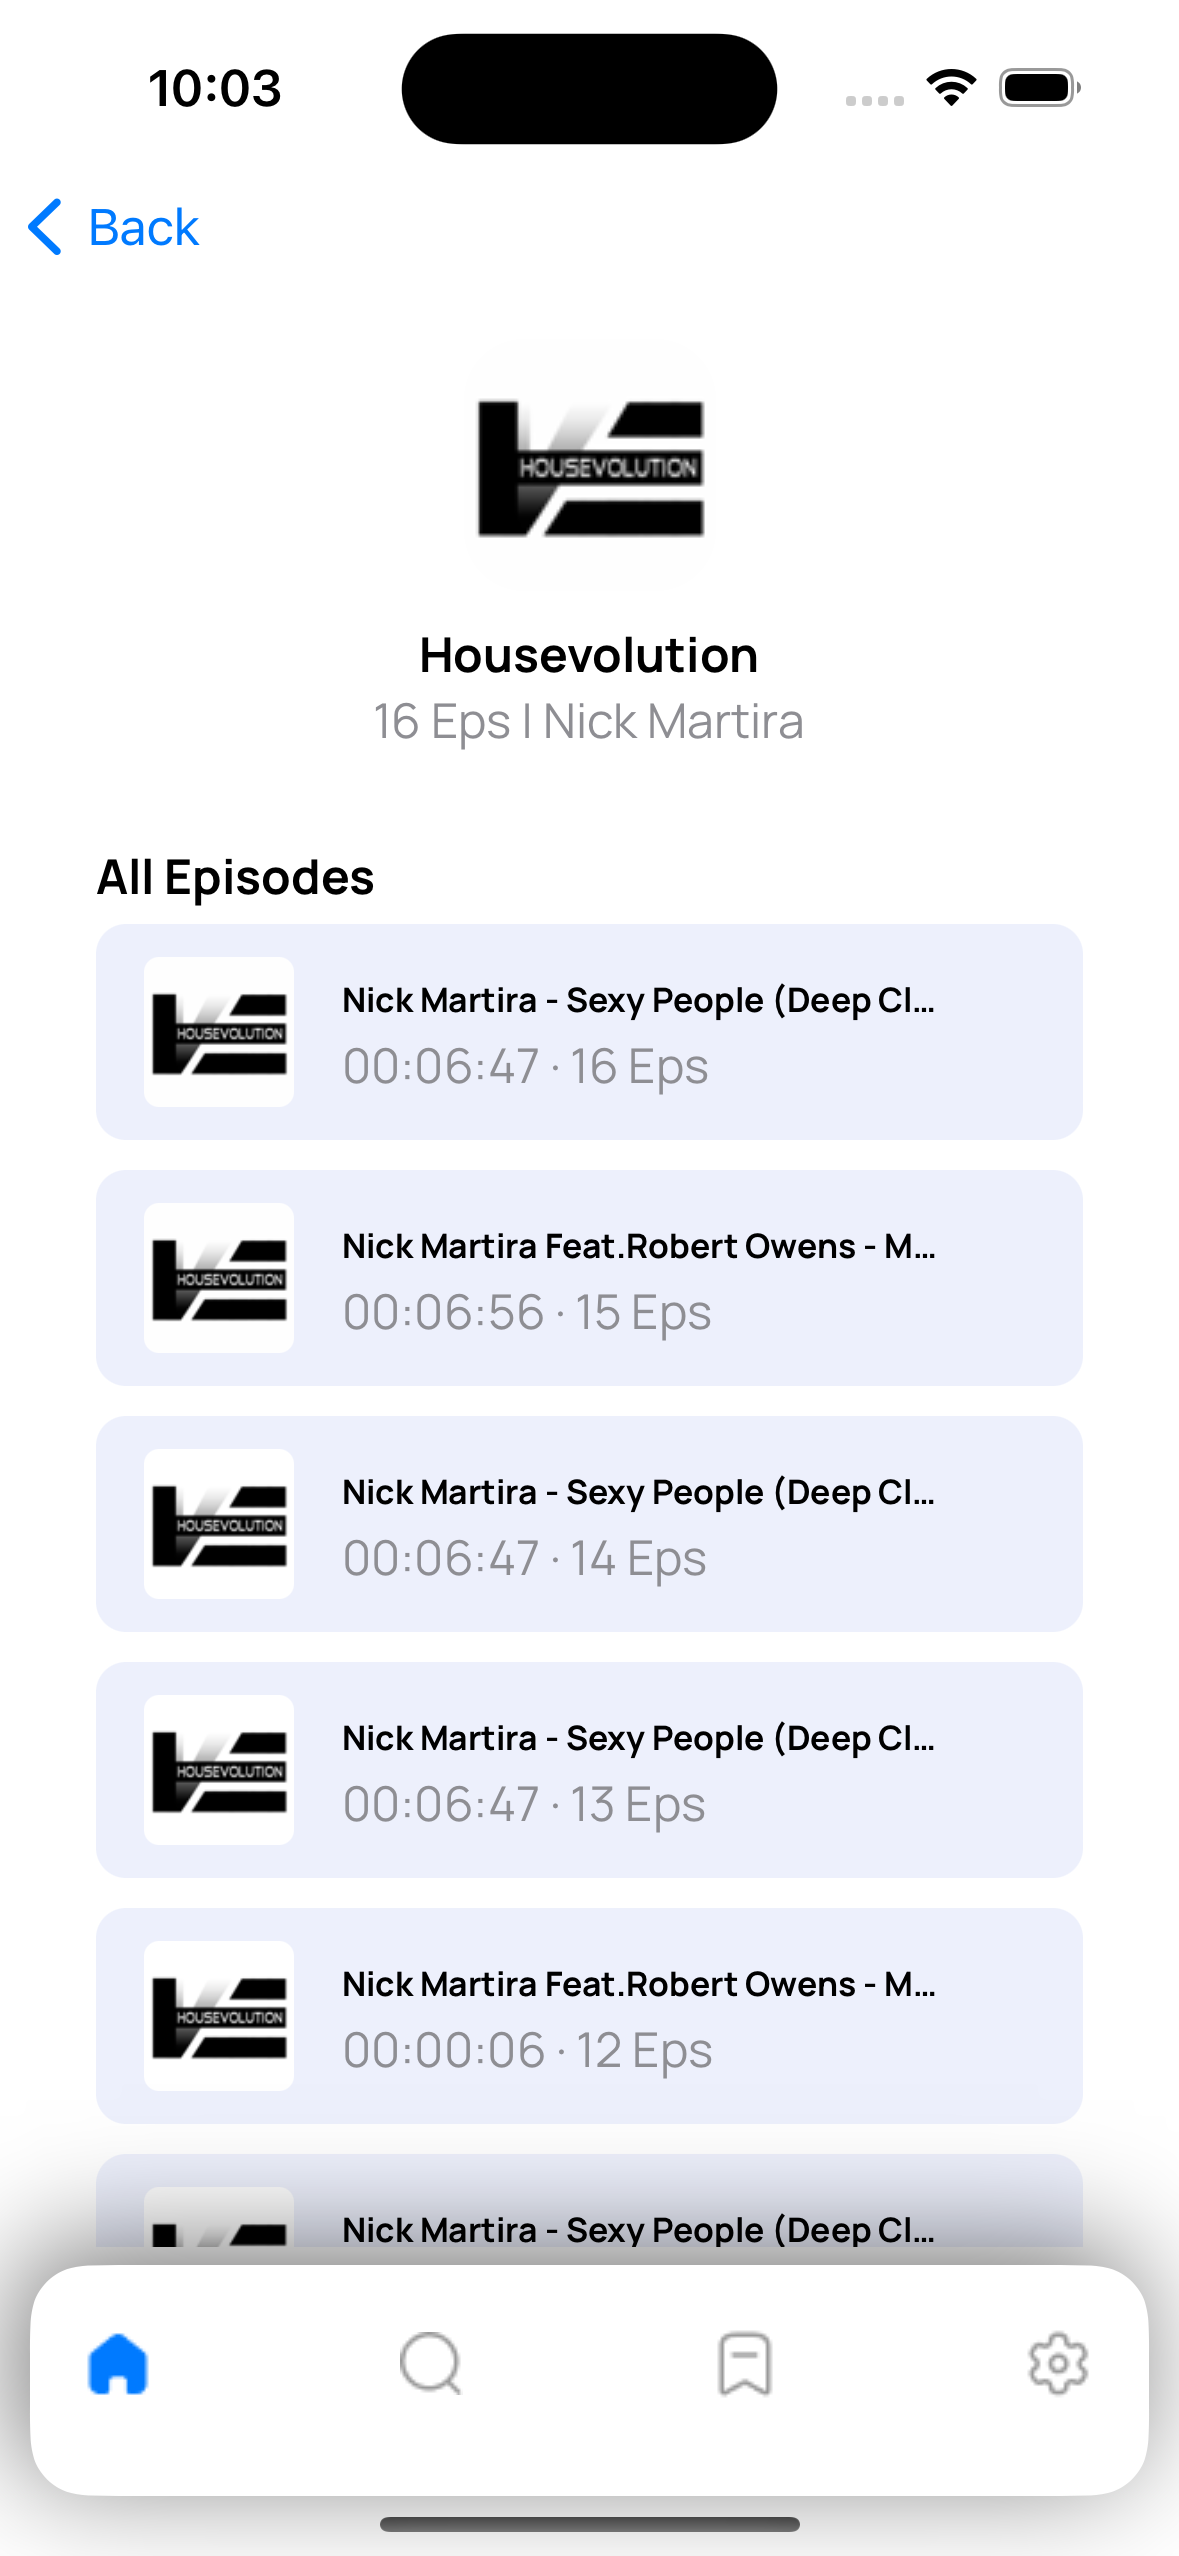 10:03
Back
HOUSEVOLUTION
Housevolution
16 Eps | Nick Martira
All Episodes
HOUSEVOLUTION
Nick Martira - Sexy People (Deep Cl...
00:06:47 · 16 Eps
HOUSEVOLUTION
Nick Martira Feat.Robert Owens - M...
00:06:56 · 15 Eps
HOUSEVOLUTION
Nick Martira - Sexy People (Deep Cl...
00:06:47 · 14 Eps
HOUSEVOLUTION
Nick Martira - Sexy People (Deep Cl...
00:06:47 · 13 Eps
HOUSEVOLUTION
Nick Martira Feat.Robert Owens - M...
00:00:06 · 12 Eps
Nick Martira - Sexy People (Deep Cl...